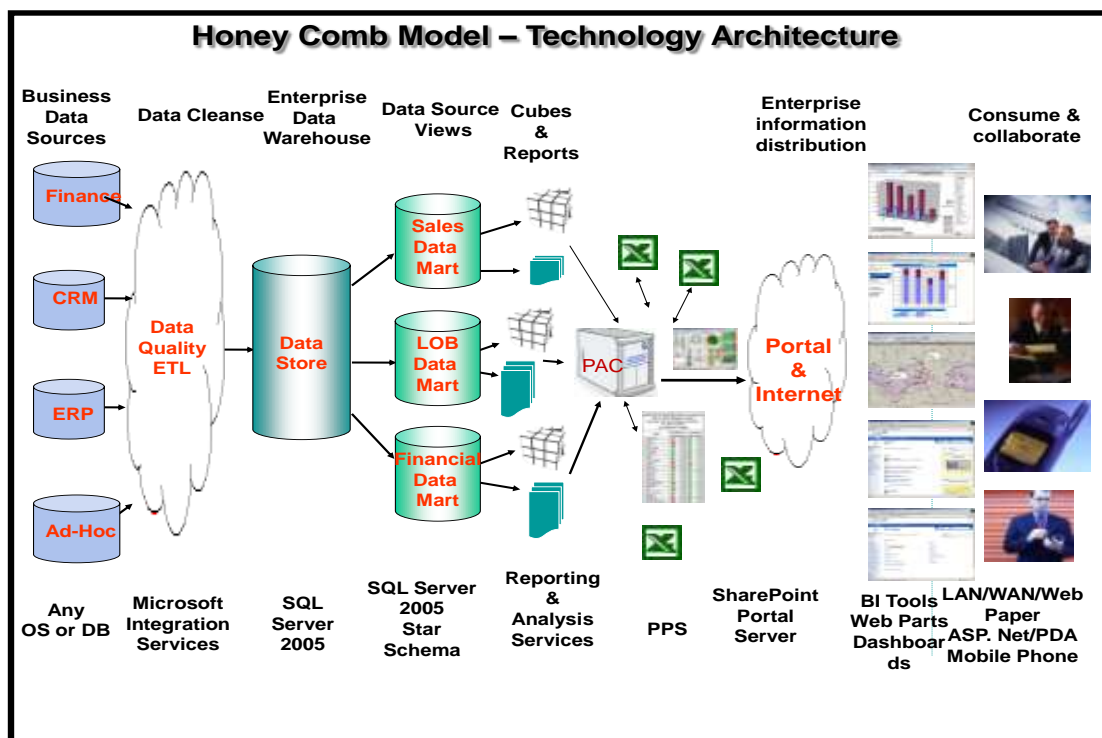 Honey Comb Model – Technology Architecture
Business
Data
Sources
Data Cleanse
Enterprise
Data
Warehouse
Data Source
Views
Cubes
&
Reports
Enterprise
information
distribution
Consume &
collaborate
Finance
CRM
ERP
Ad-Hoc
Data
Quality
ETL
Data
Store
Sales
Data
Mart
LOB
Data
Mart
Financial
Data
Mart
PAC
Portal
&
Internet
Any
OS or DB
Microsoft
Integration
Services
SQL
Server
2005
SQL Server
2005
Star
Schema
Reporting
&
Analysis
Services
PPS
SharePoint
Portal
Server
BI Tools
Web Parts
Dashboar
ds
LAN/WAN/Web
Paper
ASP. Net/PDA
Mobile Phone